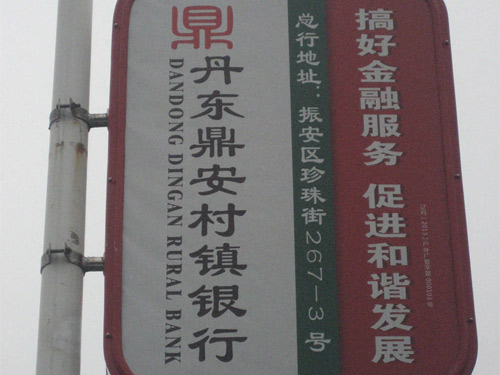 鼎
丹东鼎安村镇银行
DANDONG DINGAN RURAL BANK
总行地址：振安区珍珠街267-3号
搞好金融服务 促进和谐发展